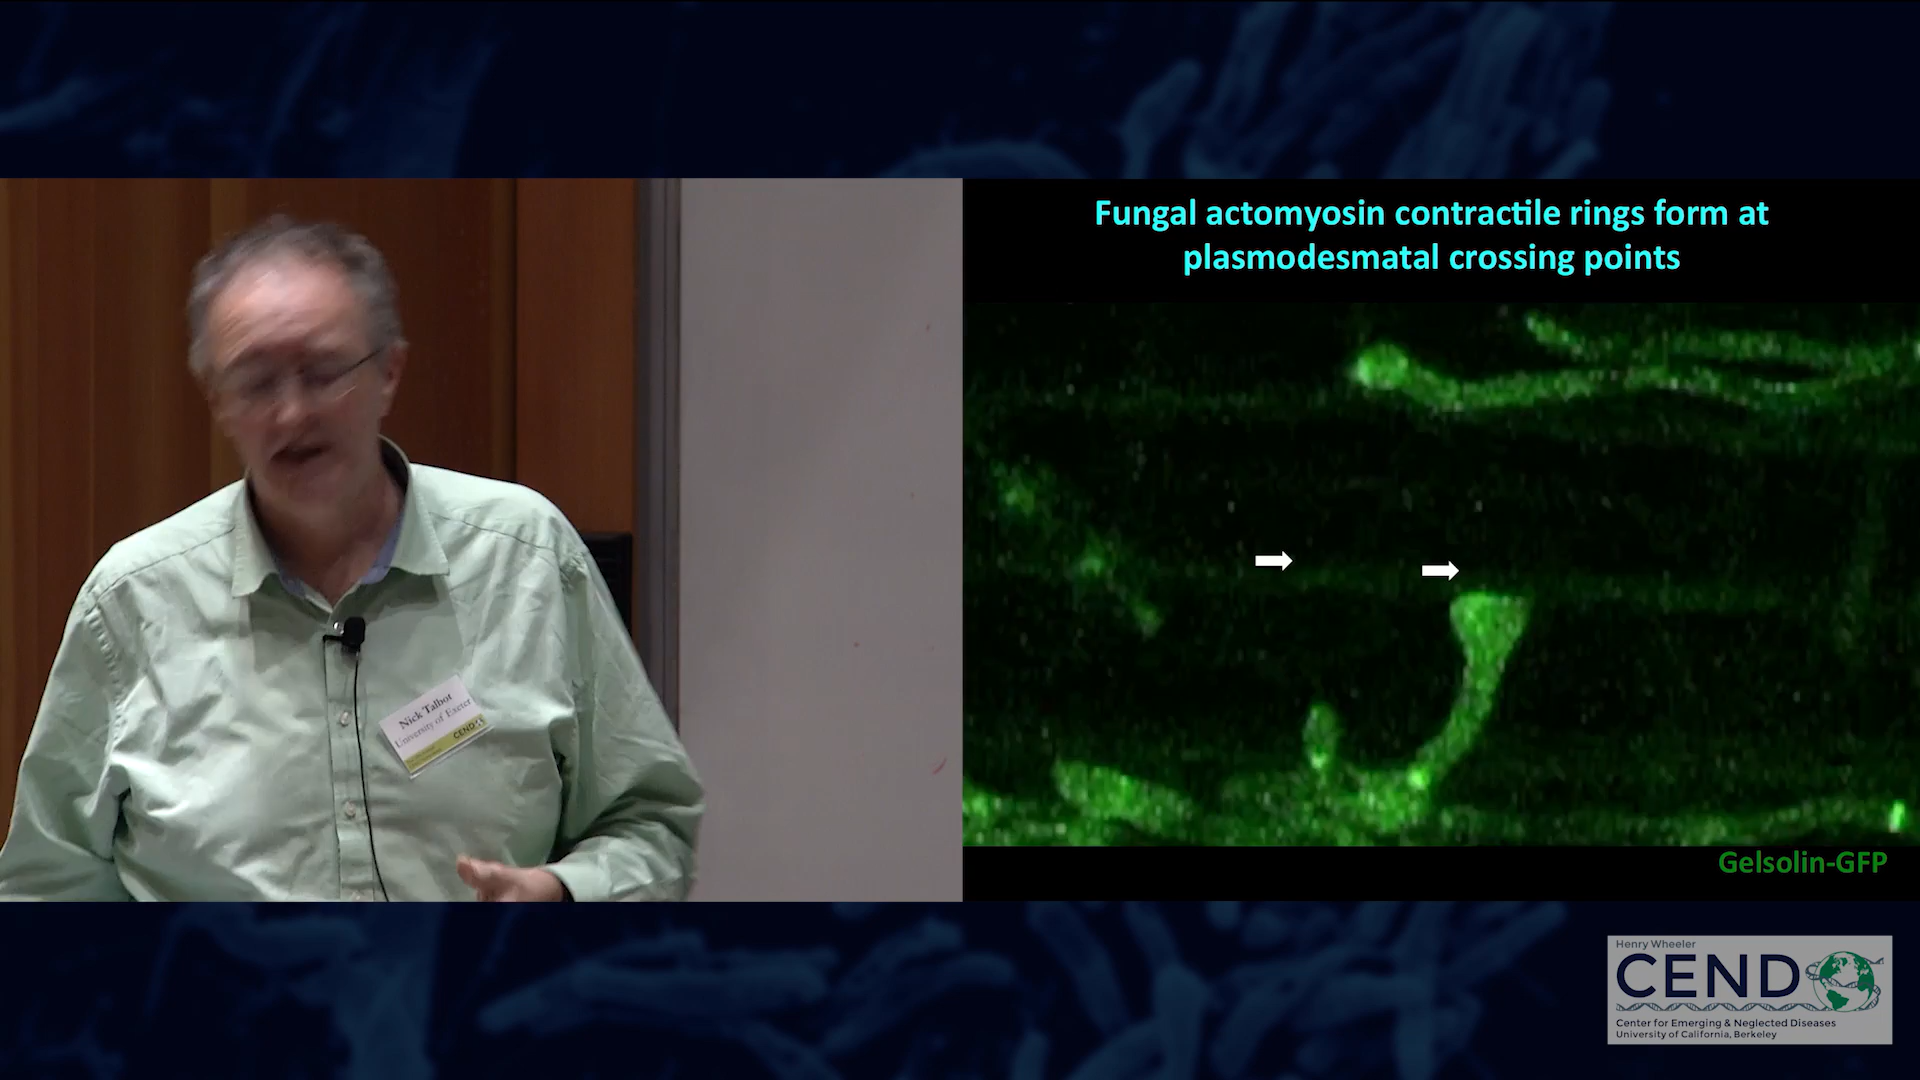 Fungal actomyosin contractile rings form at
plasmodesmatal crossing points
Nick Talbot
University of Exeter
CEND
Gelsolin-GFP
Henry Wheeler
CEND
Center for Emerging & Neglected Diseases
University of California, Berkeley